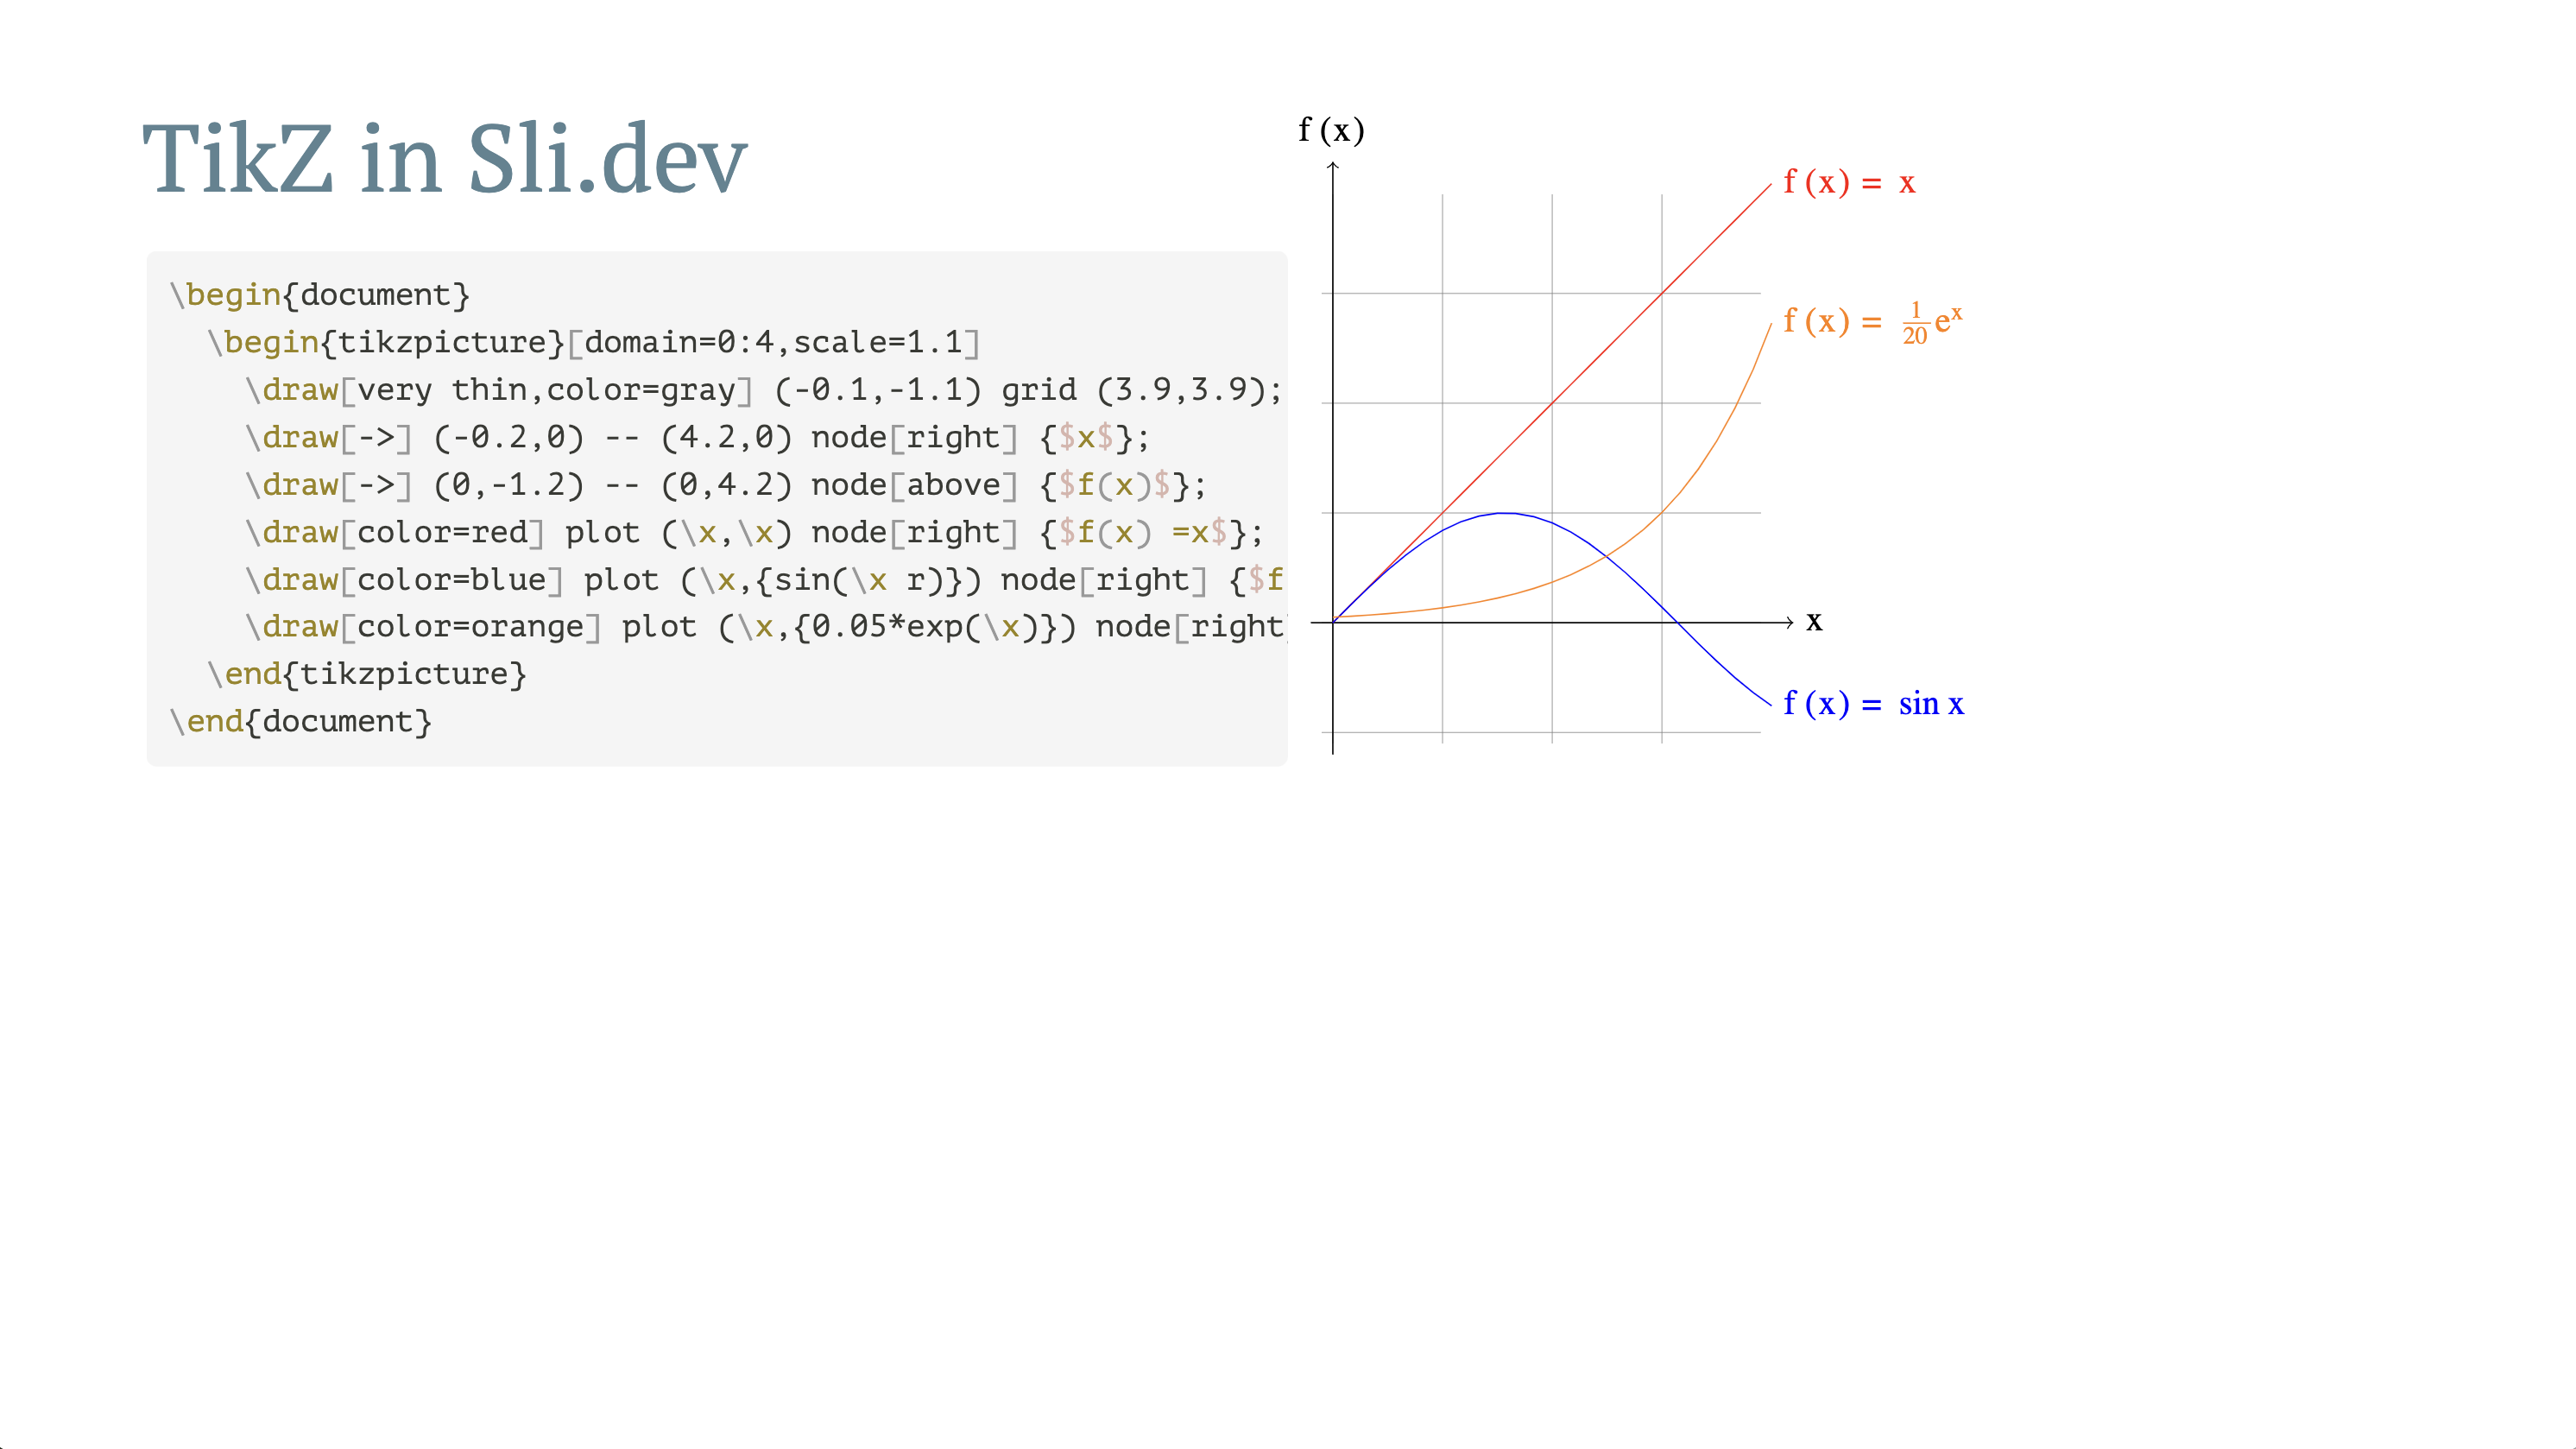 TikZ in Sli.dev
\begin{document}
  \begin{tikzpicture}[domain=0:4,scale=1.1]
    \draw[very thin,color=gray] (-0.1,-1.1) grid (3.9,3.9);
    \draw[->] (-0.2,0) -- (4.2,0) node[right] {$x$};
    \draw[->] (0,-1.2) -- (0,4.2) node[above] {$f(x)$};
    \draw[color=red] plot (\x,\x) node[right] {$f(x) =x$};
    \draw[color=blue] plot (\x,{sin(\x r)}) node[right] {$f
    \draw[color=orange] plot (\x,{0.05*exp(\x)}) node[right]
  \end{tikzpicture}
\end{document}
f (x)
f (x) = x
f (x) = 1/20 eˣ
x
f (x) = sin x